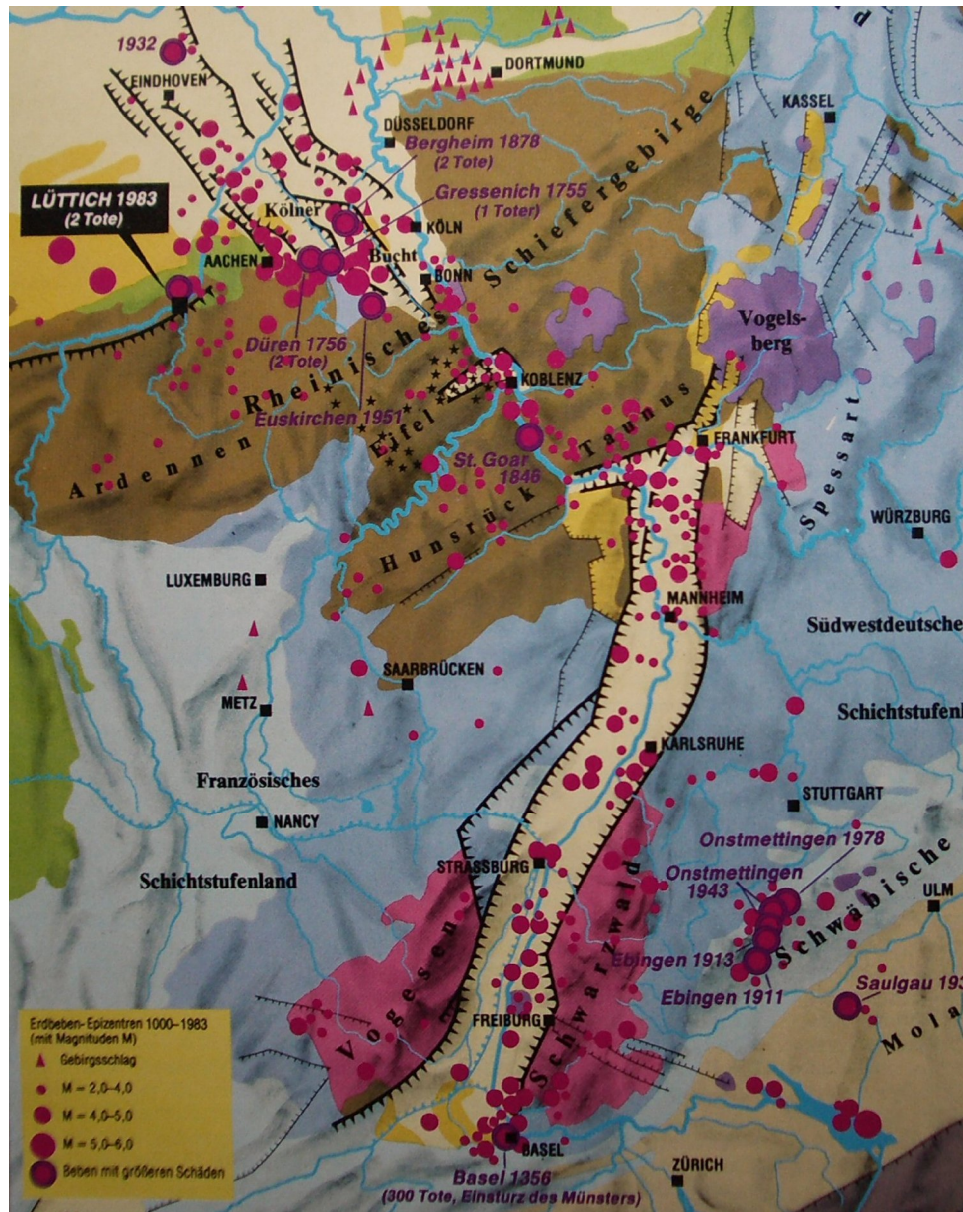 1932
EINDHOVEN
DORTMUND
KASSEL
DÜSSELDORF
Bergheim 1878
(2 Tote)
Gressenich 1755
(1 Toter)
LÜTTICH 1983
(2 Tote)
Kölner
Bucht
KÖLN
AACHEN
BONN
Rheinisches Schiefergebirge
Vogels-
berg
Düren 1756
(2 Tote)
KOBLENZ
Euskirchen 1951
Eifel
Ardennen
Taunus
FRANKFURT
St. Goar
1846
Spessart
Hunsrück
WÜRZBURG
LUXEMBURG
MANNHEIM
Südwestdeutsche
SAARBRÜCKEN
METZ
Schichtstufenl
KARLSRUHE
Französisches
STUTTGART
NANCY
Onstmettingen 1978
STRASSBURG
Onstmettingen
1943
Schichtstufenland
Schwäbische
ULM
Ebingen 1913
Ebingen 1911
Saulgau 193
Vogesen
Schwarzwald
FREIBURG
Mola
BASEL
Basel 1356
(300 Tote, Einsturz des Münsters)
ZÜRICH
Erdbeben-Epizentren 1000–1983
(mit Magnituden M)
Gebirgsschlag
M = 2,0–4,0
M = 4,0–5,0
M = 5,0–6,0
Beben mit größeren Schäden